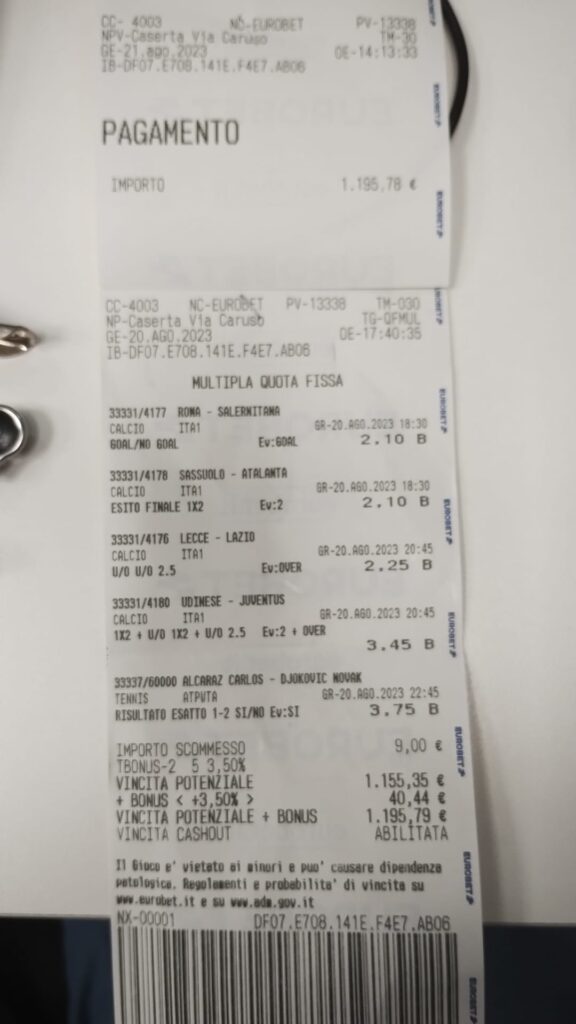 CC- 4003 NC-EUROBET PV-13338
NPV-Caserta Via Caruso TM-30
GE-21.ago.2023 OE-14:13:33
IB-DF07.E708.141E.F4E7.AB06
PAGAMENTO
IMPORTO 1.195,78 €
CC-4003 NC-EUROBET PV-13338 TM-030
NP-Caserta Via Caruso TG-QFMUL
GE-20.AGO.2023 OE-17:40:35
IB-DF07.E708.141E.F4E7.AB06
MULTIPLA QUOTA FISSA
33331/4177 ROMA - SALERNITANA
CALCIO ITA1 GR-20.AGO.2023 18:30
GOAL/NO GOAL Ev:GOAL 2.10 B
33331/4178 SASSUOLO - ATALANTA
CALCIO ITA1 GR-20.AGO.2023 18:30
ESITO FINALE 1X2 Ev:2 2.10 B
33331/4176 LECCE - LAZIO
CALCIO ITA1 GR-20.AGO.2023 20:45
U/O U/O 2.5 Ev:OVER 2.25 B
33331/4180 UDINESE - JUVENTUS
CALCIO ITA1 GR-20.AGO.2023 20:45
1X2 + U/O 1X2 + U/O 2.5 Ev:2 + OVER
3.45 B
33337/60000 ALCARAZ CARLOS - DJOKOVIC NOVAK
TENNIS ATPVTA GR-20.AGO.2023 22:45
RISULTATO ESATTO 1-2 SI/NO Ev:SI 3.75 B
IMPORTO SCOMMESSO 9,00 €
TBONUS-2 5 3,50%
VINCITA POTENZIALE 1.155,35 €
+ BONUS < +3,50% > 40,44 €
VINCITA POTENZIALE + BONUS 1.195,79 €
VINCITA CASHOUT ABILITATA
Il Gioco e' vietato ai minori e puo' causare dipendenza
patologica. Regolamenti e probabilita' di vincita su
www.eurobet.it e su www.adm.gov.it
NX-00001 DF07.E708.141E.F4E7.AB06
EUROBET
EUROBET
EUROBET
EUROBET
EUROBET
EUROBET
EUROBET
EUROBET
EUROBET
EUROBET